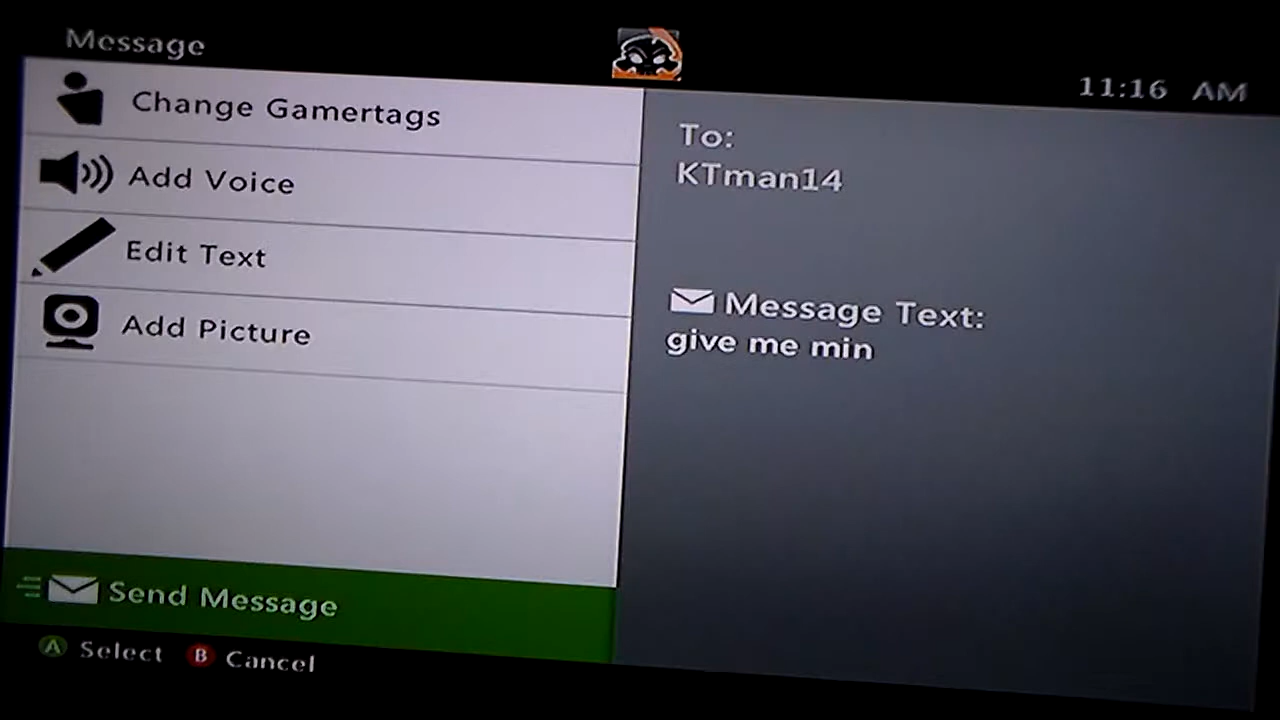 Message
11:16 AM
Change Gamertags
Add Voice
Edit Text
Add Picture
Send Message
A Select B Cancel
To:
KTman14
Message Text:
give me min